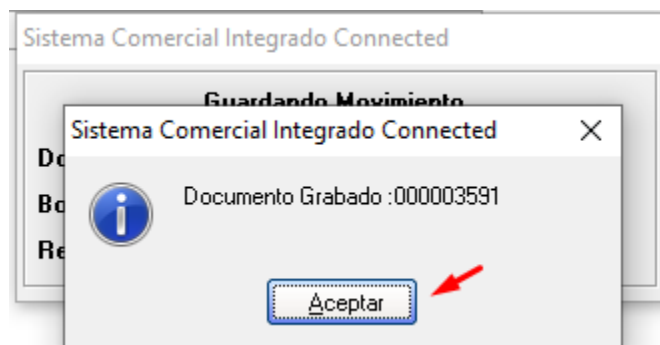 Sistema Comercial Integrado Connected
Guardando Movimiento
Sistema Comercial Integrado Connected
Documento Grabado :000003591
Aceptar